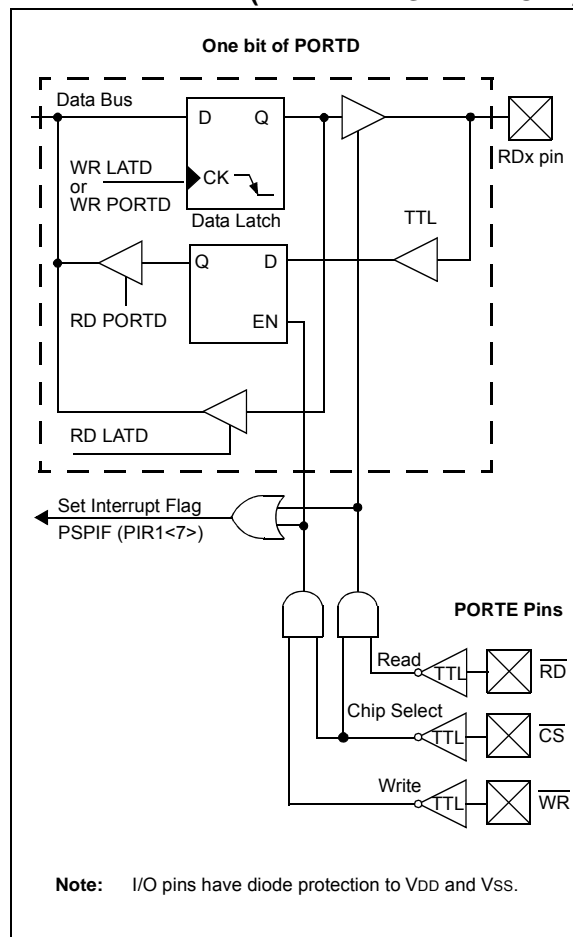 One bit of PORTD
Data Bus
D Q
RDx pin
WR LATD
or
WR PORTD
CK
Data Latch
TTL
Q D
EN
RD PORTD
RD LATD
Set Interrupt Flag
PSPIF (PIR1<7>)
PORTE Pins
Read
TTL
RD
Chip Select
TTL
CS
Write
TTL
WR
Note: I/O pins have diode protection to VDD and VSS.